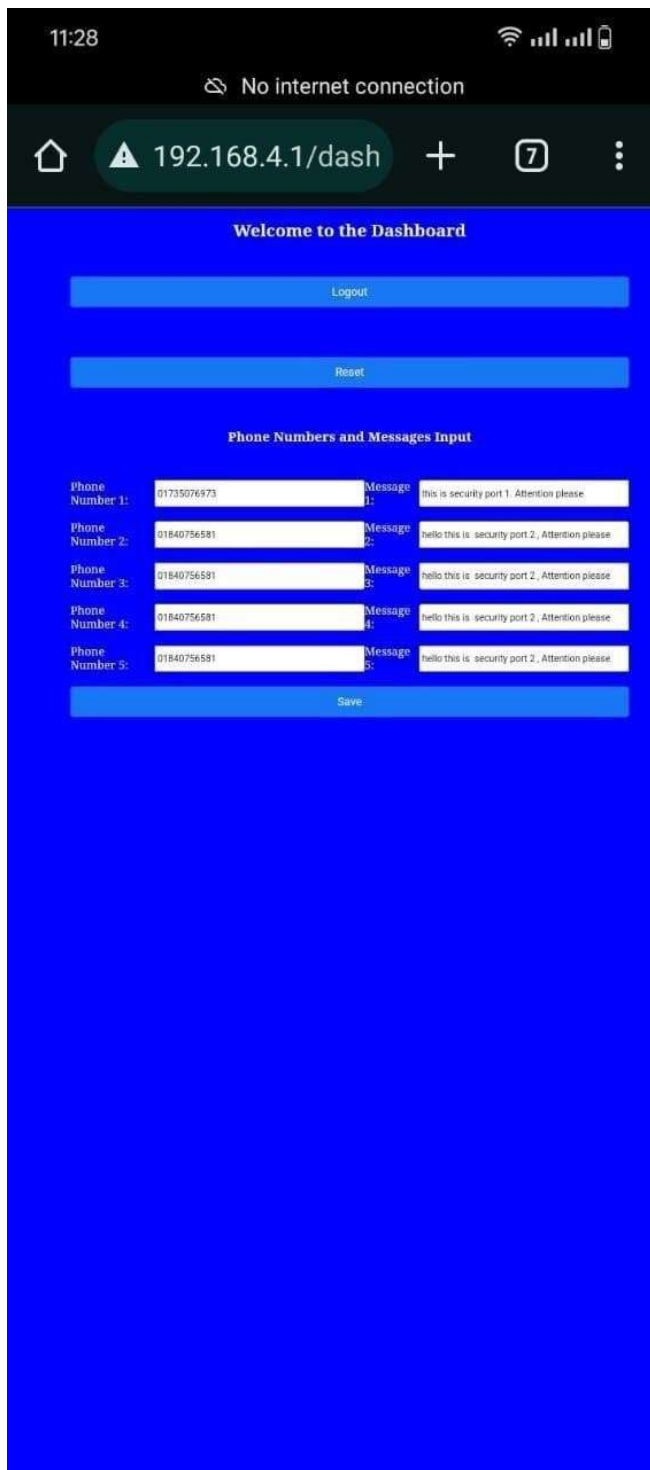 11:28
No internet connection
192.168.4.1/dash
7
Welcome to the Dashboard
Logout
Reset
Phone Numbers and Messages Input
Phone Number 1: 01735076973 Message 1: this is security port 1. Attention please
Phone Number 2: 01840756581 Message 2: hello this is security port 2 , Attention please
Phone Number 3: 01840756581 Message 3: hello this is security port 2 , Attention please
Phone Number 4: 01840756581 Message 4: hello this is security port 2 , Attention please
Phone Number 5: 01840756581 Message 5: hello this is security port 2 , Attention please
Save